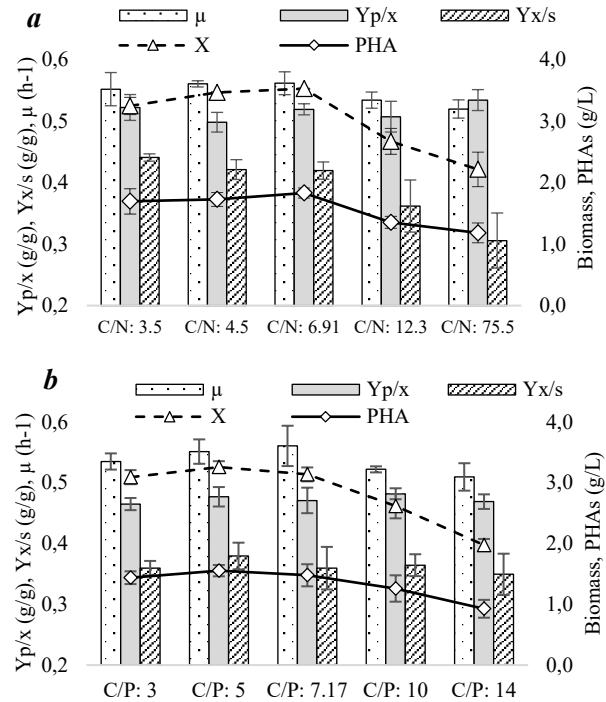 a
μ Yp/x Yx/s
X PHA
Yp/x (g/g), Yx/s (g/g), μ (h-1)
0,6
0,5
0,4
0,3
0,2
4,0
3,0
2,0
1,0
0,0
Biomass, PHAs (g/L)
C/N: 3.5 C/N: 4.5 C/N: 6.91 C/N: 12.3 C/N: 75.5
b
μ Yp/x Yx/s
X PHA
Yp/x (g/g), Yx/s (g/g), μ (h-1)
0,6
0,5
0,4
0,3
0,2
4,0
3,0
2,0
1,0
0,0
Biomass, PHAs (g/L)
C/P: 3 C/P: 5 C/P: 7.17 C/P: 10 C/P: 14